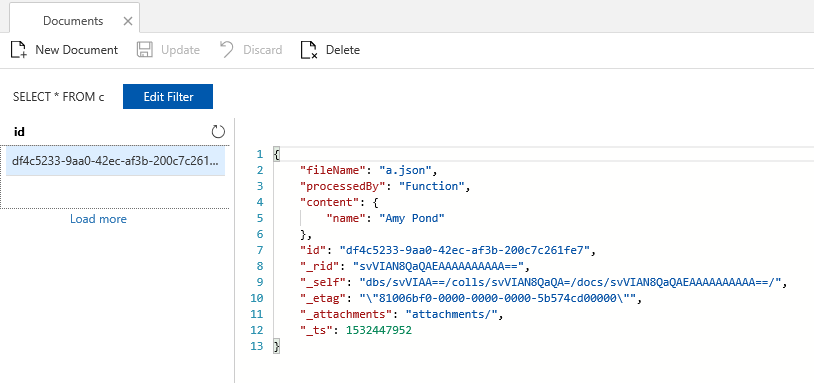 Documents
New Document Update Discard Delete
SELECT * FROM c Edit Filter
id
df4c5233-9aa0-42ec-af3b-200c7c261...
Load more
1 {
2 "fileName": "a.json",
3 "processedBy": "Function",
4 "content": {
5 "name": "Amy Pond"
6 },
7 "id": "df4c5233-9aa0-42ec-af3b-200c7c261fe7",
8 "_rid": "svVIAN8QaQAEAAAAAAAAAA==",
9 "_self": "dbs/svVIAA==/colls/svVIAN8QaQA=/docs/svVIAN8QaQAEAAAAAAAAAA==/",
10 "_etag": "\"81006bf0-0000-0000-0000-5b574cd00000\"",
11 "_attachments": "attachments/",
12 "_ts": 1532447952
13 }